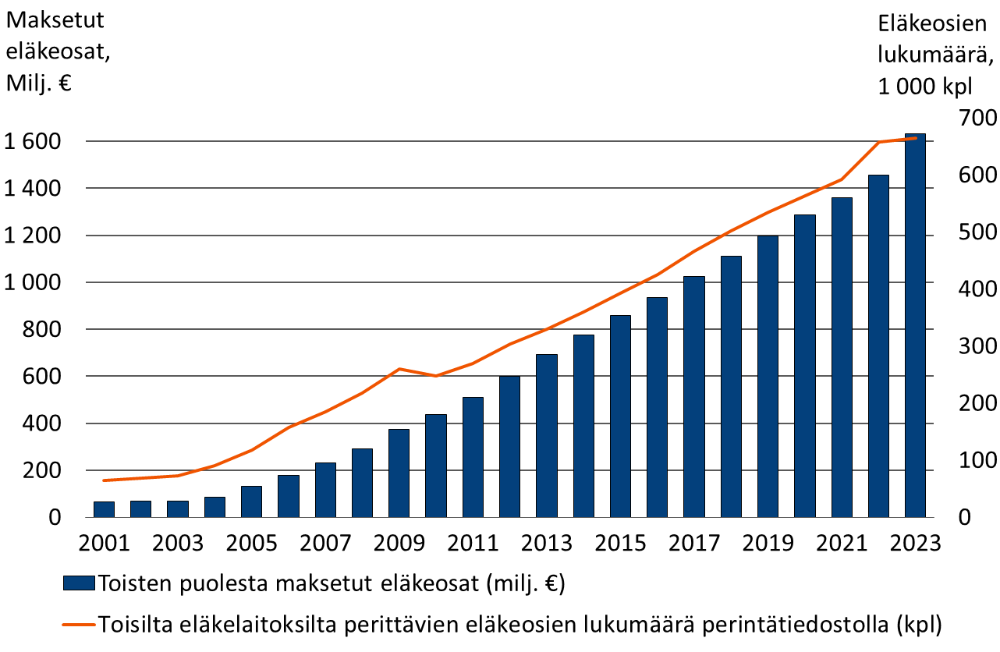 Maksetut
eläkeosat,
Milj. €
Eläkeosien
lukumäärä,
1 000 kpl
1 600
1 400
1 200
1 000
800
600
400
200
0
700
600
500
400
300
200
100
0
2001 2003 2005 2007 2009 2011 2013 2015 2017 2019 2021 2023
Toisten puolesta maksetut eläkeosat (milj. €)
Toisilta eläkelaitoksilta perittävien eläkeosien lukumäärä perintätiedostolla (kpl)